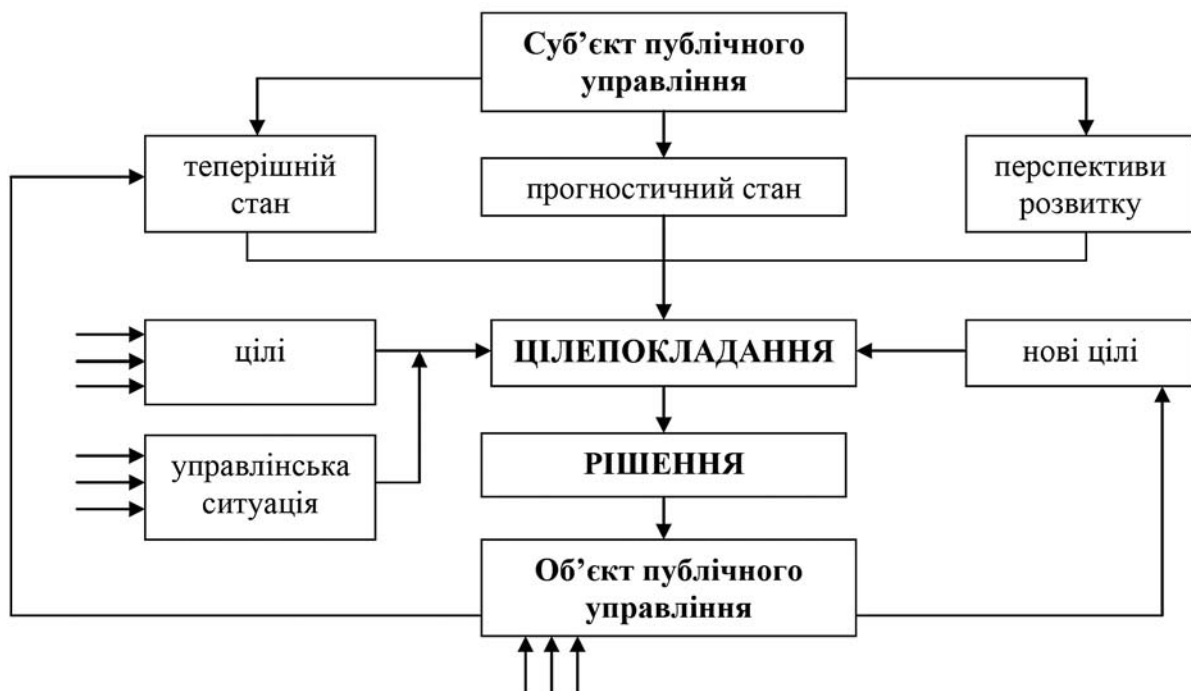 Суб’єкт публічного
управління
теперішній
стан
прогностичний стан
перспективи
розвитку
цілі
ЦІЛЕПОКЛАДАННЯ
нові цілі
управлінська
ситуація
РІШЕННЯ
Об’єкт публічного
управління